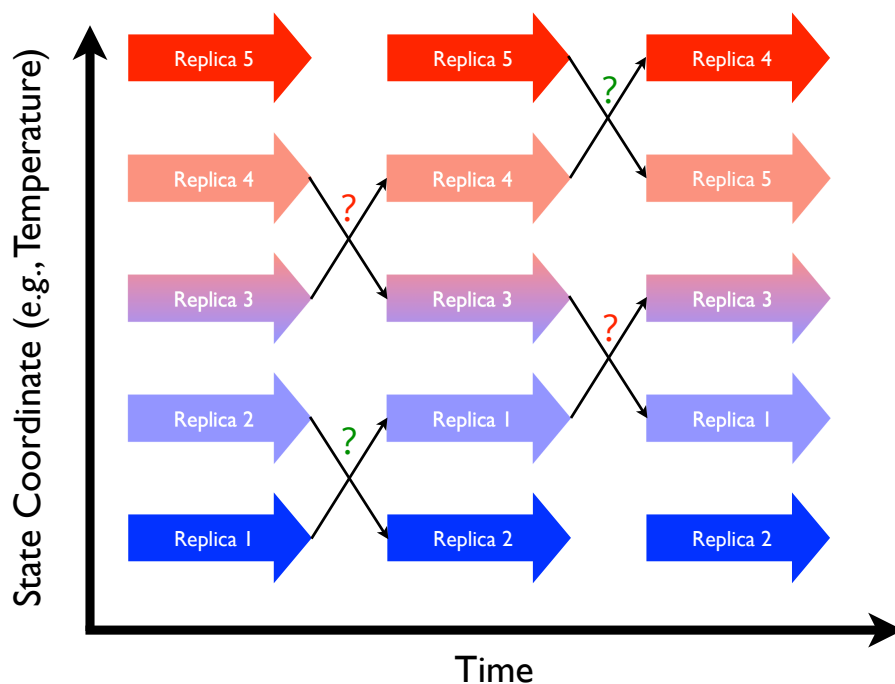 State Coordinate (e.g., Temperature)
Replica 5
Replica 5
Replica 4
?
Replica 4
Replica 4
Replica 5
?
Replica 3
Replica 3
Replica 3
?
Replica 2
Replica 1
Replica 1
?
Replica 1
Replica 2
Replica 2
Time